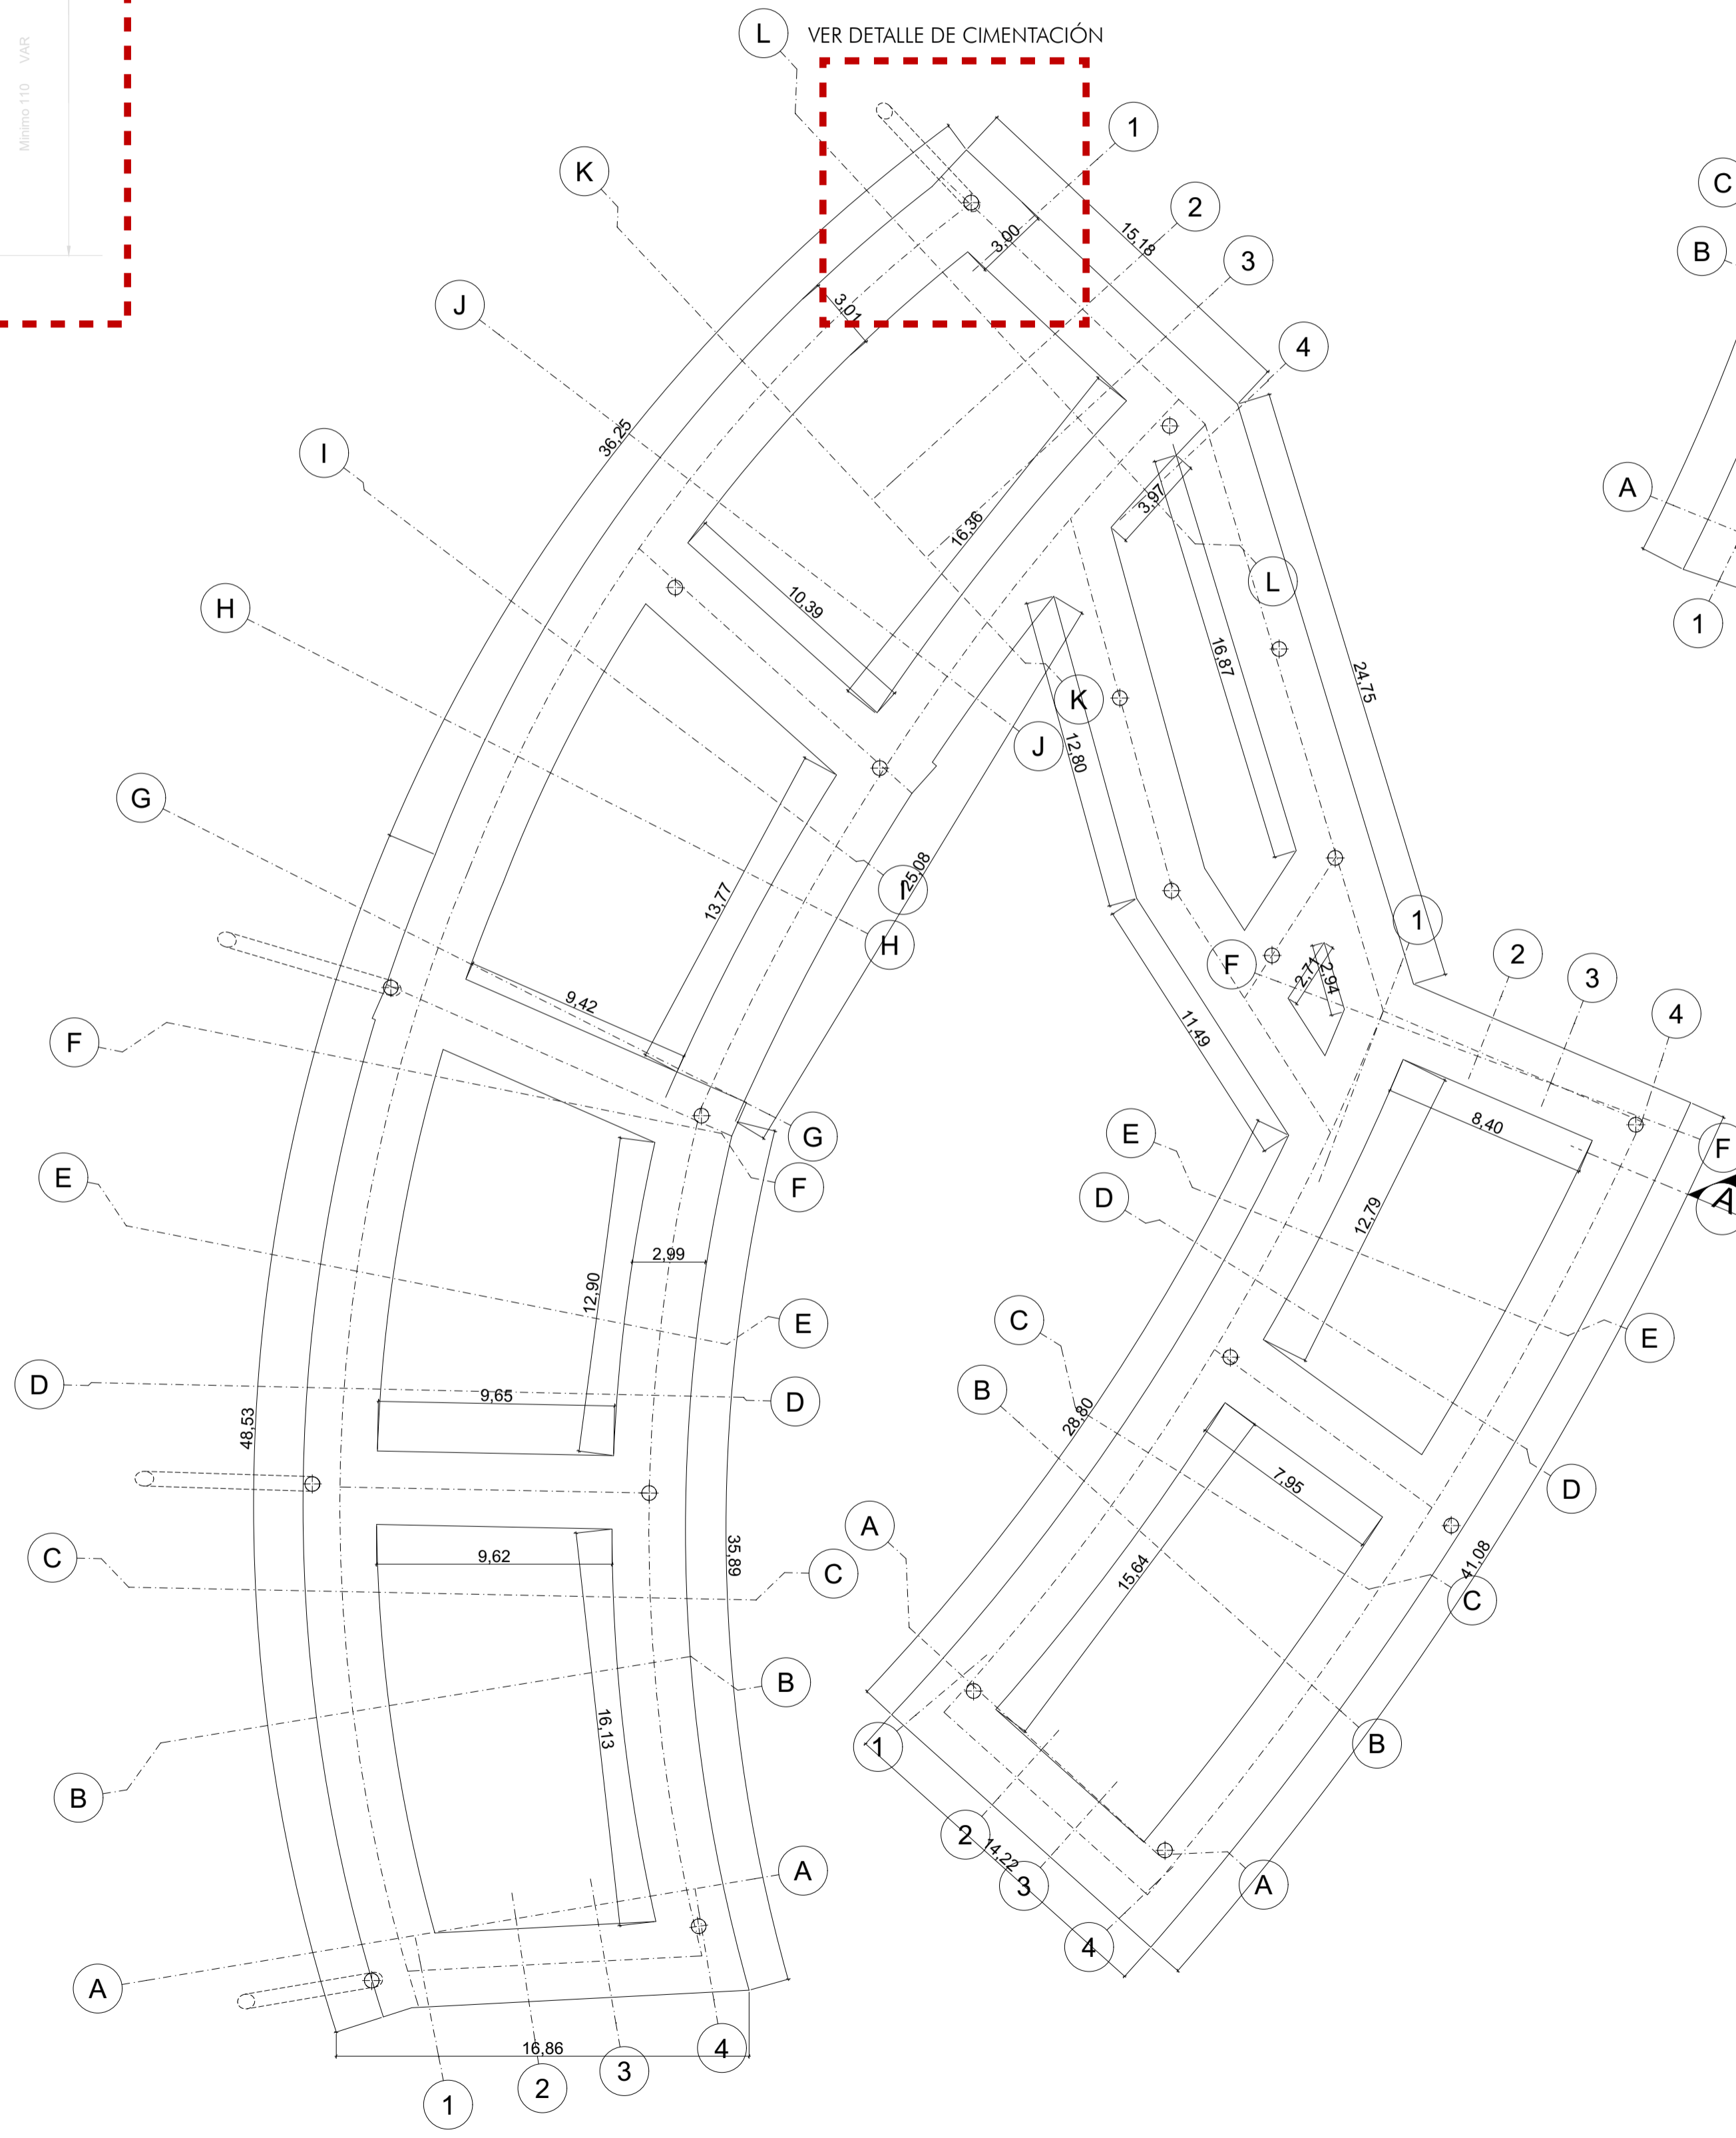 VER DETALLE DE CIMENTACIÓN
Mínimo 110 VAR
L
1
K
2
15,18
C
3,00
B
3
J
3,01
4
36,25
I
A
16,36
3,97
L
10,39
H
1
16,87
24,75
K
J
12,80
G
25,08
I
13,77
1
H
F
2
2,71
2,94
3
9,42
4
11,49
F
8,40
E
G
F
E
F
D
A
12,79
2,99
12,90
E
C
E
D
9,65
B
D
28,80
48,53
7,95
D
A
35,89
41,08
C
9,62
C
15,64
C
B
16,13
1
B
B
2
14,22
A
3
A
4
A
16,86
4
3
2
1